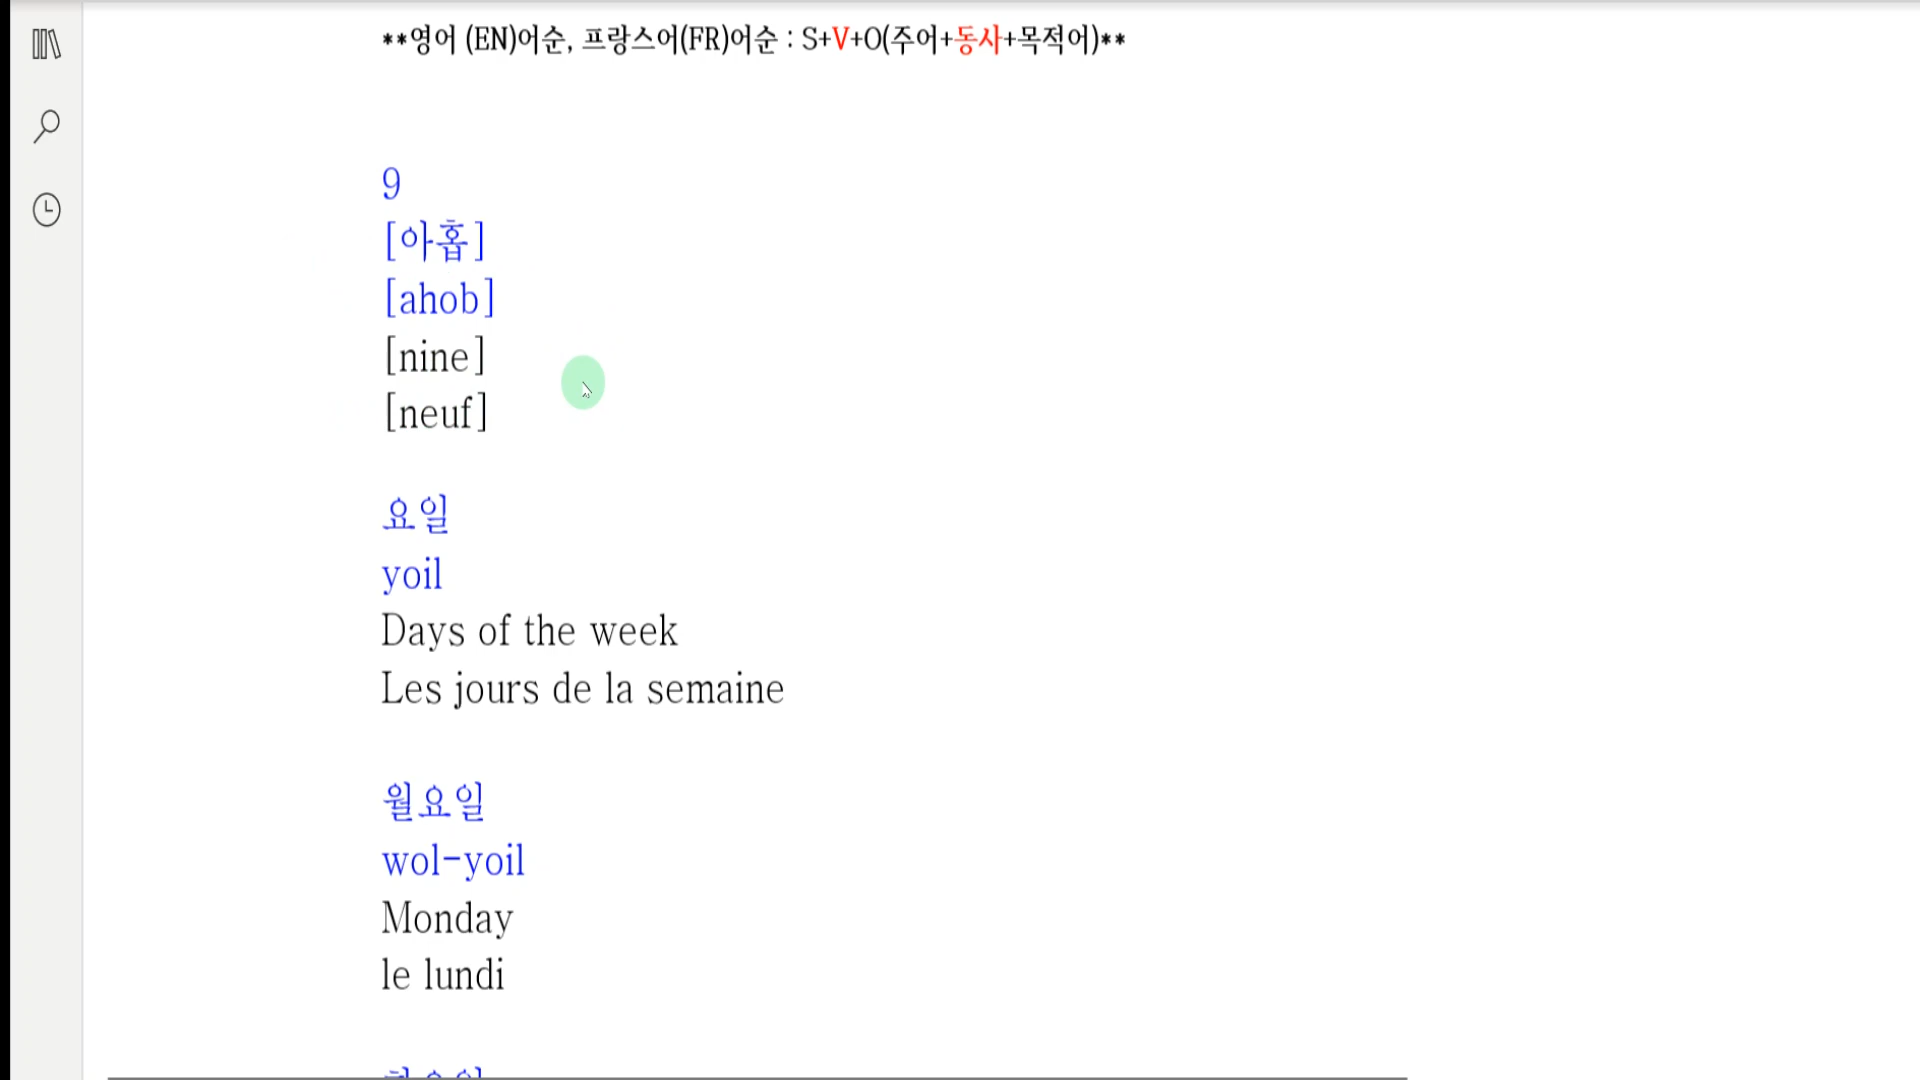 **영어 (EN)어순, 프랑스어(FR)어순 : S+V+O(주어+동사+목적어)**
9
[아홉]
[ahob]
[nine]
[neuf]
요일
yoil
Days of the week
Les jours de la semaine
월요일
wol-yoil
Monday
le lundi